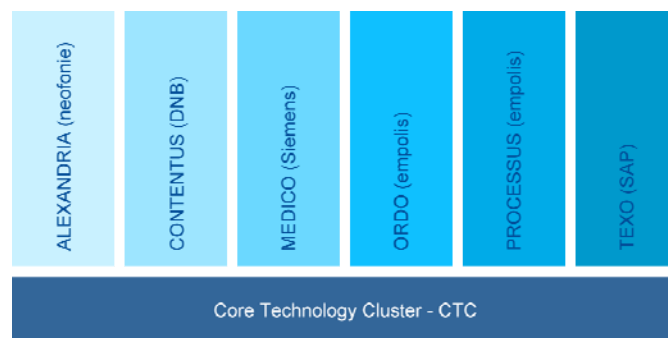 ALEXANDRIA (neofonie)
CONTENTUS (DNB)
MEDICO (Siemens)
ORDO (empolis)
PROCESSUS (empolis)
TEXO (SAP)
Core Technology Cluster - CTC